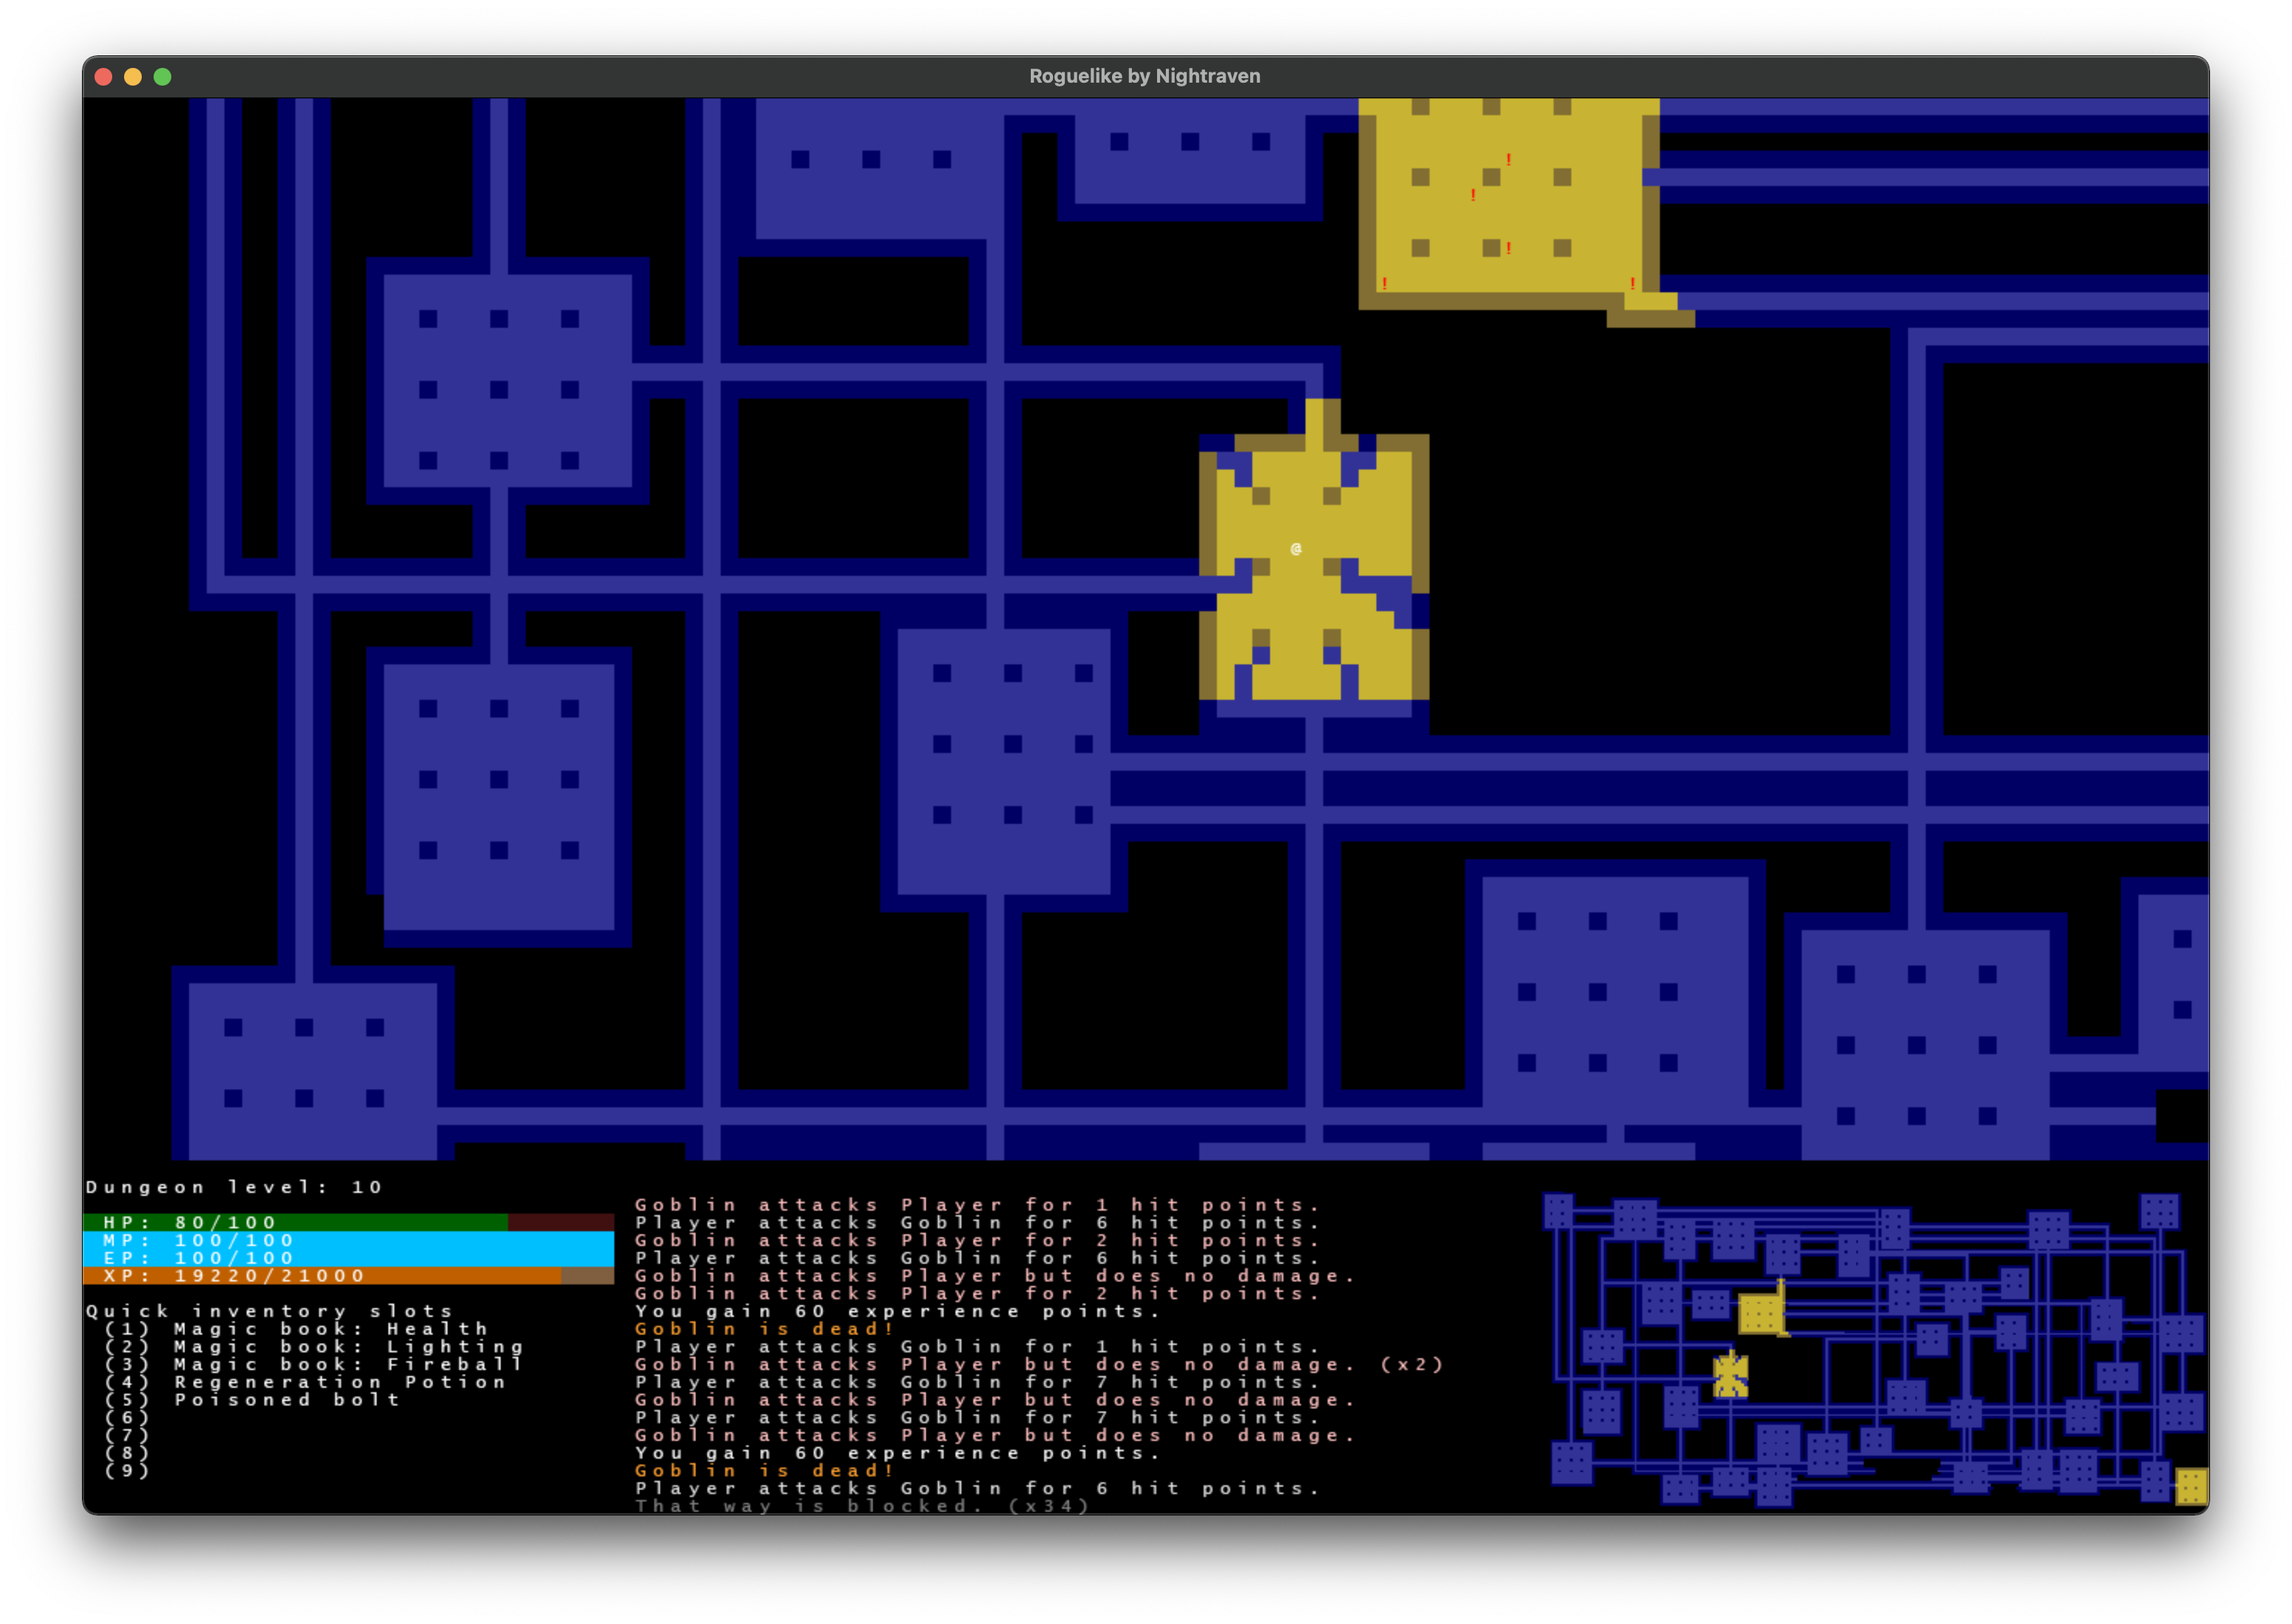 Roguelike by Nightraven
!
!
!
! !
@
Dungeon level: 10
HP: 80/100
MP: 100/100
EP: 100/100
XP: 19220/21000
Quick inventory slots
(1) Magic book: Health
(2) Magic book: Lighting
(3) Magic book: Fireball
(4) Regeneration Potion
(5) Poisoned bolt
(6)
(7)
(8)
(9)
Goblin attacks Player for 1 hit points.
Player attacks Goblin for 6 hit points.
Goblin attacks Player for 2 hit points.
Player attacks Goblin for 6 hit points.
Goblin attacks Player but does no damage.
Goblin attacks Player for 2 hit points.
You gain 60 experience points.
Goblin is dead!
Player attacks Goblin for 1 hit points.
Goblin attacks Player but does no damage. (x2)
Player attacks Goblin for 7 hit points.
Goblin attacks Player but does no damage.
Player attacks Goblin for 7 hit points.
Goblin attacks Player but does no damage.
You gain 60 experience points.
Goblin is dead!
Player attacks Goblin for 6 hit points.
That way is blocked. (x34)